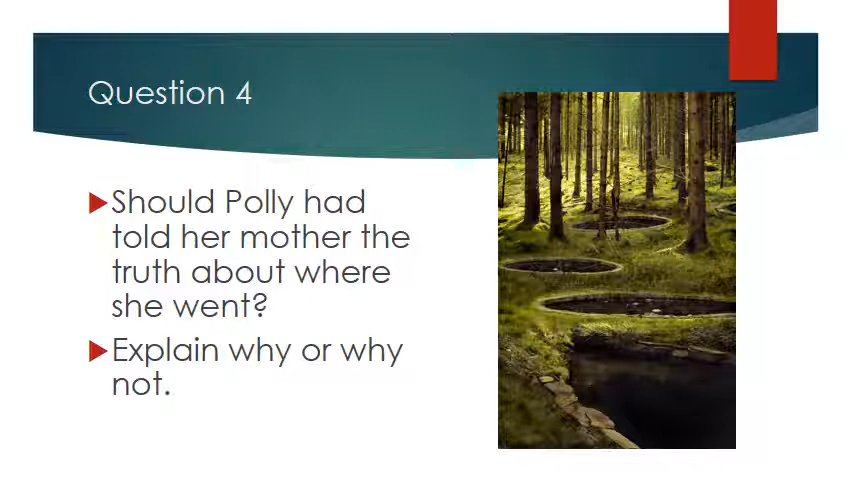 Question 4
Should Polly had
told her mother the
truth about where
she went?
Explain why or why
not.